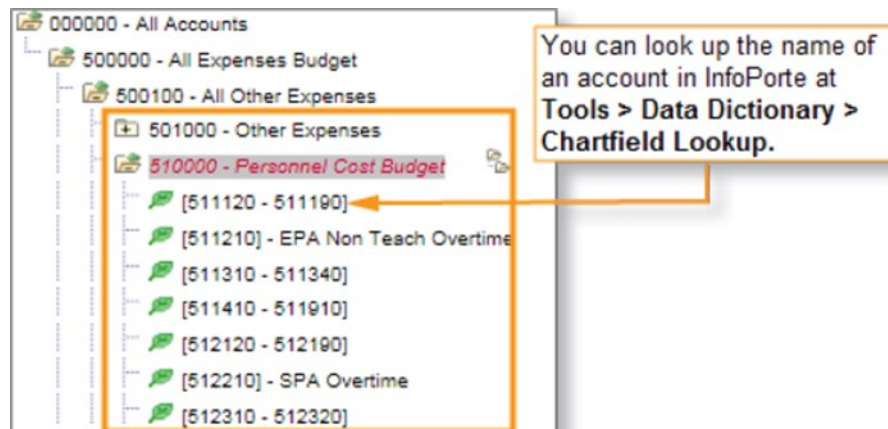 000000 - All Accounts
500000 - All Expenses Budget
500100 - All Other Expenses
501000 - Other Expenses
510000 - Personnel Cost Budget
[511120 - 511190]
[511210] - EPA Non Teach Overtime
[511310 - 511340]
[511410 - 511910]
[512120 - 512190]
[512210] - SPA Overtime
[512310 - 512320]
You can look up the name of
an account in InfoPorte at
Tools > Data Dictionary >
Chartfield Lookup.